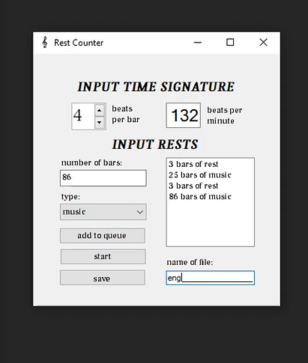 Rest Counter
INPUT TIME SIGNATURE
4
beats
per bar
132
beats per
minute
INPUT RESTS
number of bars:
86
type:
music
add to queue
start
save
3 bars of rest
25 bars of music
3 bars of rest
86 bars of music
name of file:
eng